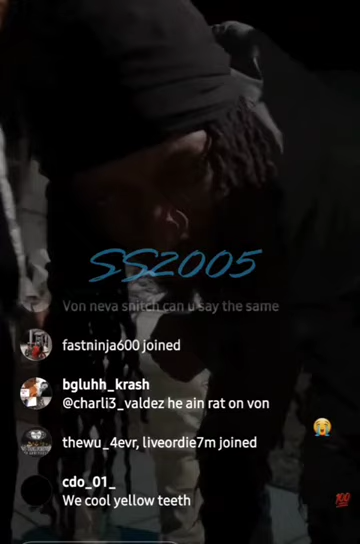 SS2005
Von neva snitch can u say the same
fastninja600 joined
bgluhh_krash
@charli3_valdez he ain rat on von
thewu_4evr, liveordie7m joined
cdo_01_
We cool yellow teeth
💯